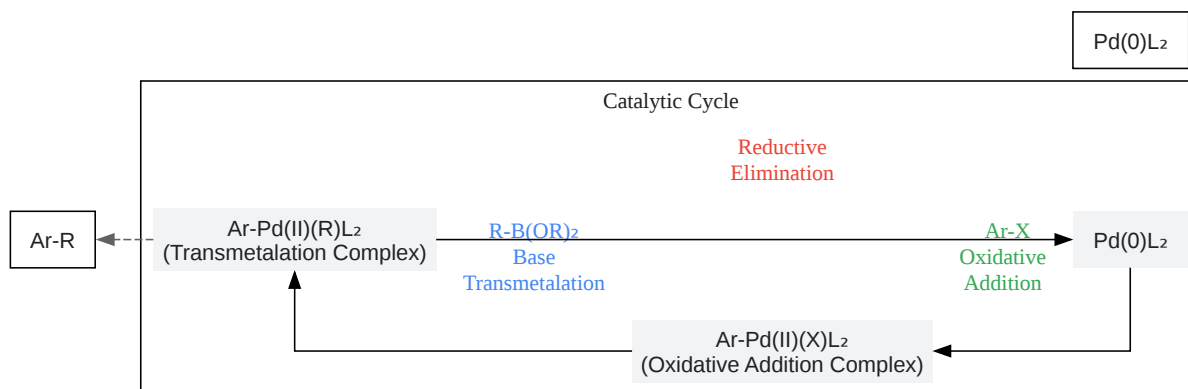 Pd(0)L₂
Catalytic Cycle
Reductive
Elimination
Ar-R
Ar-Pd(II)(R)L₂
(Transmetalation Complex)
R-B(OR)₂
Base
Transmetalation
Ar-X
Oxidative
Addition
Pd(0)L₂
Ar-Pd(II)(X)L₂
(Oxidative Addition Complex)